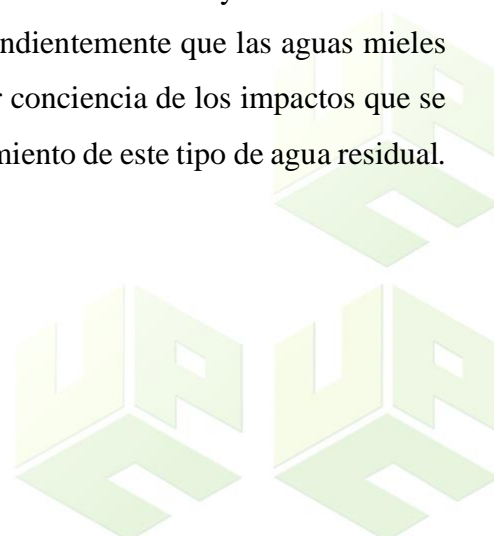 ndientemente que las aguas mieles
conciencia de los impactos que se
miento de este tipo de agua residual.